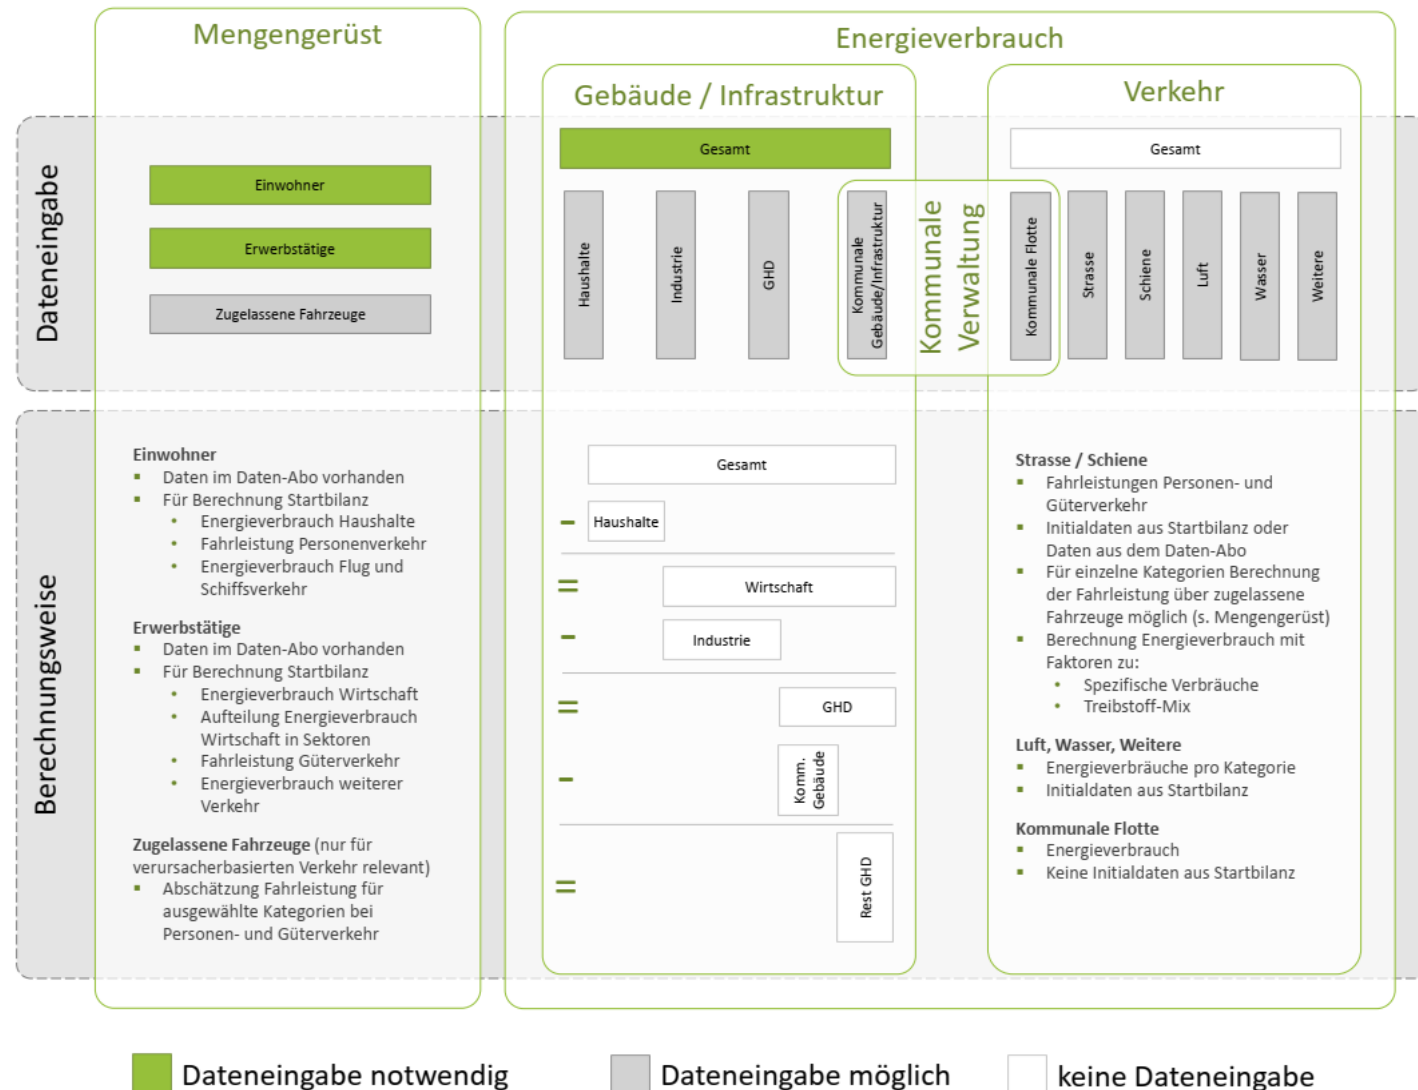 Mengengerüst
Energieverbrauch
Gebäude / Infrastruktur
Verkehr
Dateneingabe
Einwohner
Erwerbstätige
Zugelassene Fahrzeuge
Gesamt
Haushalte
Industrie
GHD
Kommunale
Gebäude/Infrastruktur
Kommunale
Verwaltung
Gesamt
Kommunale Flotte
Strasse
Schiene
Luft
Wasser
Weitere
Berechnungsweise
Einwohner
▪ Daten im Daten-Abo vorhanden
▪ Für Berechnung Startbilanz
• Energieverbrauch Haushalte
• Fahrleistung Personenverkehr
• Energieverbrauch Flug und
Schiffsverkehr
Erwerbstätige
▪ Daten im Daten-Abo vorhanden
▪ Für Berechnung Startbilanz
• Energieverbrauch Wirtschaft
• Aufteilung Energieverbrauch
Wirtschaft in Sektoren
• Fahrleistung Güterverkehr
• Energieverbrauch weiterer
Verkehr
Zugelassene Fahrzeuge (nur für
verursacherbasierten Verkehr relevant)
▪ Abschätzung Fahrleistung für
ausgewählte Kategorien bei
Personen- und Güterverkehr
Gesamt
– Haushalte
= Wirtschaft
– Industrie
= GHD
– Komm.
Gebäude
= Rest GHD
Strasse / Schiene
▪ Fahrleistungen Personen- und
Güterverkehr
▪ Initialdaten aus Startbilanz oder
Daten aus dem Daten-Abo
▪ Für einzelne Kategorien Berechnung
der Fahrleistung über zugelassene
Fahrzeuge möglich (s. Mengengerüst)
▪ Berechnung Energieverbrauch mit
Faktoren zu:
• Spezifische Verbräuche
• Treibstoff-Mix
Luft, Wasser, Weitere
▪ Energieverbräuche pro Kategorie
▪ Initialdaten aus Startbilanz
Kommunale Flotte
▪ Energieverbrauch
▪ Keine Initialdaten aus Startbilanz
Dateneingabe notwendig
Dateneingabe möglich
keine Dateneingabe